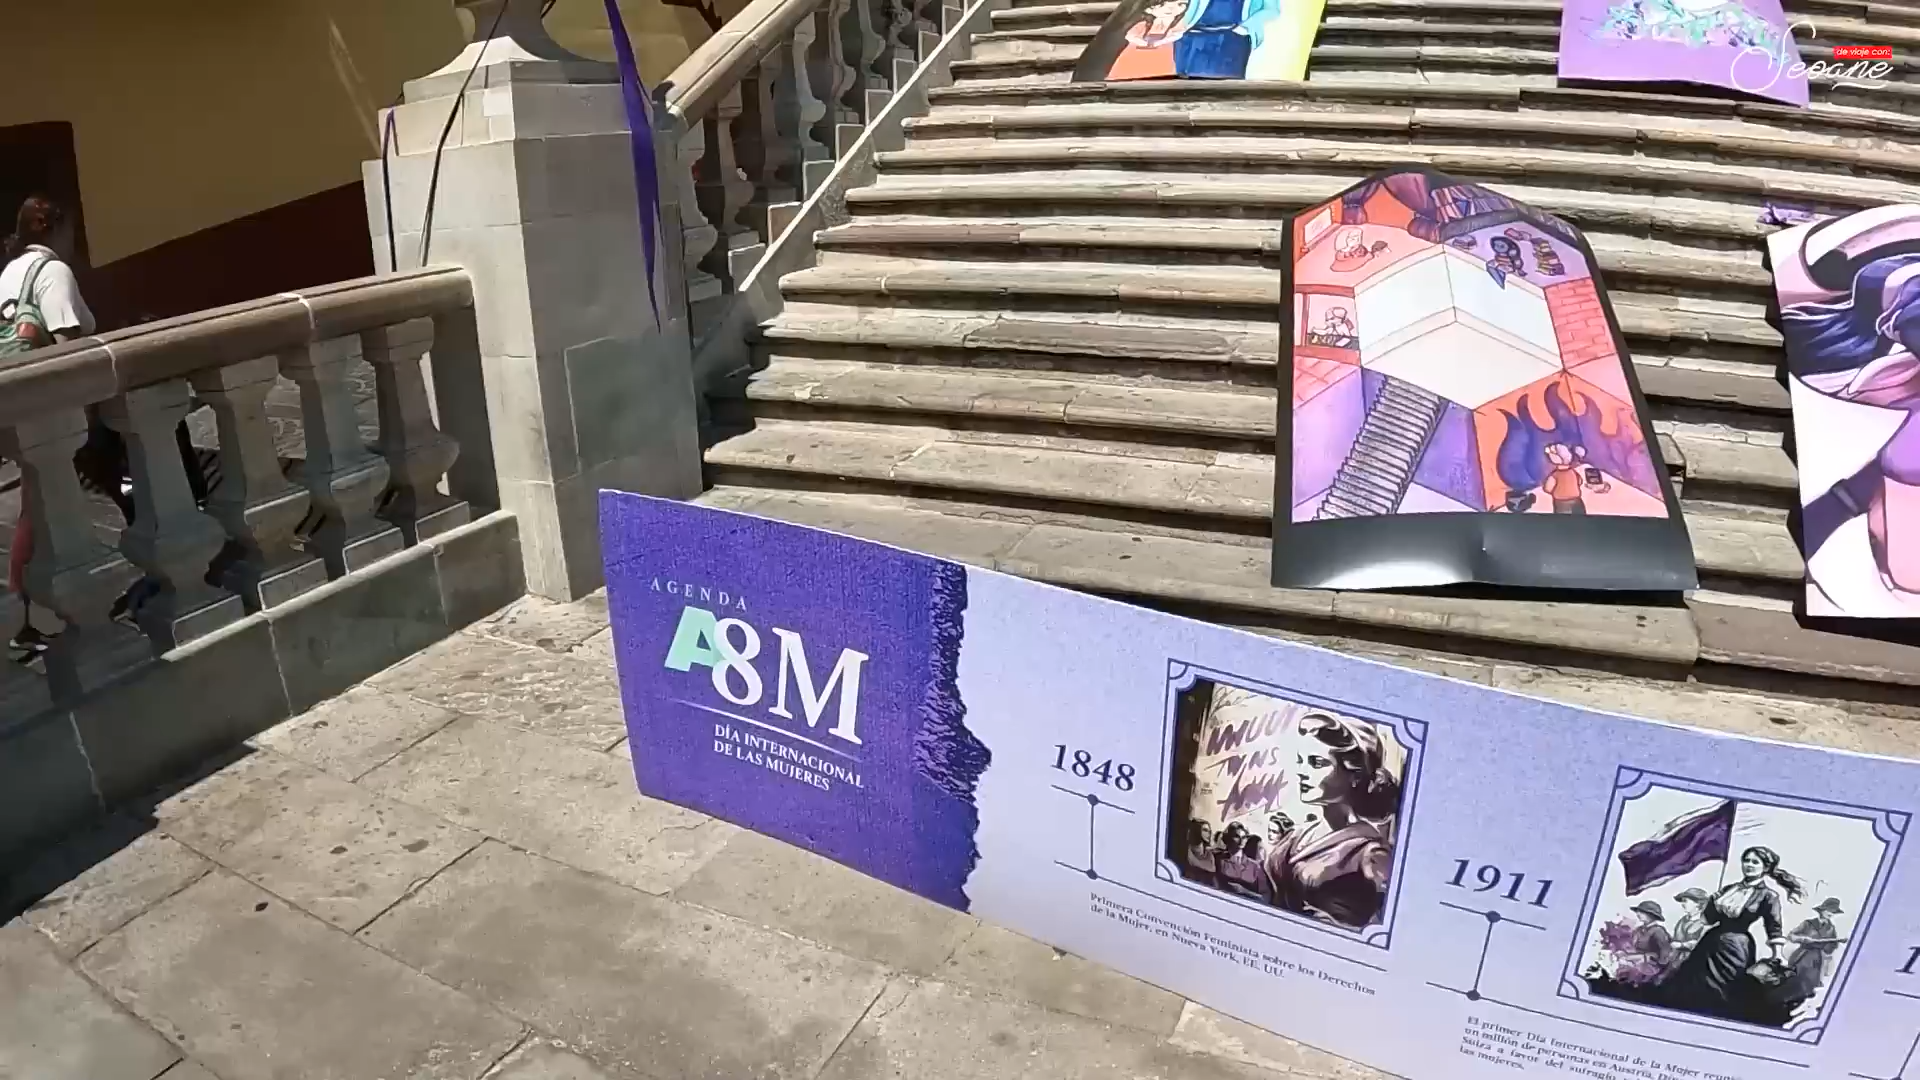 de viaje con:
Seoane
AGENDA
A8M
DÍA INTERNACIONAL
DE LAS MUJERES
1848
Primera Convención Feminista sobre los Derechos
de la Mujer, en Nueva York, EE. UU.
1911
El primer Día Internacional de la Mujer
un millón de personas en Austria,
Suiza a favor del sufragio
las mujeres.